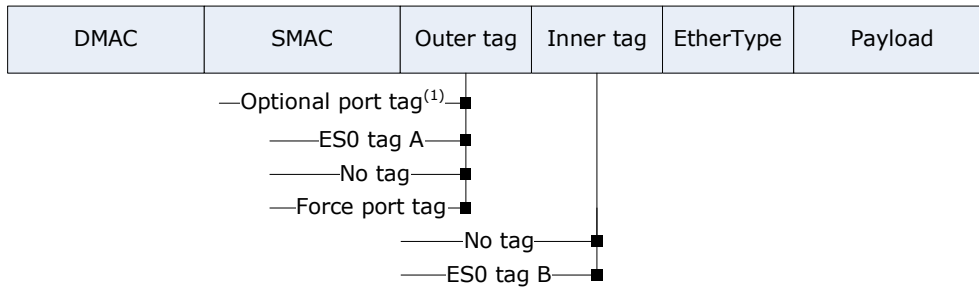 DMAC SMAC Outer tag Inner tag EtherType Payload
Optional port tag(1)
ES0 tag A
No tag
Force port tag
No tag
ES0 tag B